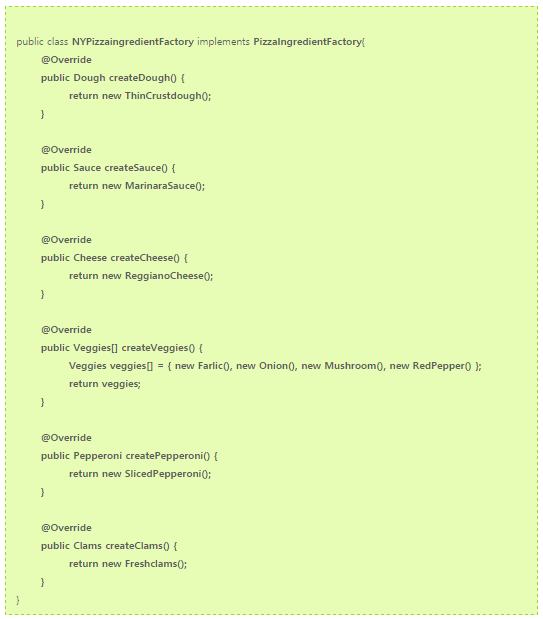 public class NYPizzaingredientFactory implements PizzaIngredientFactory{
@Override
public Dough createDough() {
return new ThinCrustdough();
}
@Override
public Sauce createSauce() {
return new MarinaraSauce();
}
@Override
public Cheese createCheese() {
return new ReggianoCheese();
}
@Override
public Veggies[] createVeggies() {
Veggies veggies[] = { new Farlic(), new Onion(), new Mushroom(), new RedPepper() };
return veggies;
}
@Override
public Pepperoni createPepperoni() {
return new SlicedPepperoni();
}
@Override
public Clams createClams() {
return new Freshclams();
}
}